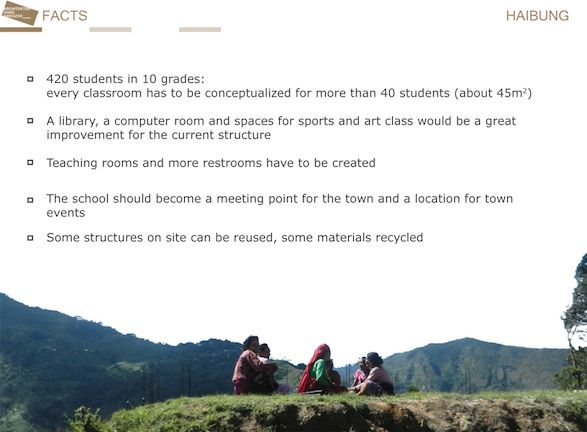 ARCHITEKTEN
FACTS
HAIBUNG
420 students in 10 grades:
every classroom has to be conceptualized for more than 40 students (about 45m²)
A library, a computer room and spaces for sports and art class would be a great
improvement for the current structure
Teaching rooms and more restrooms have to be created
The school should become a meeting point for the town and a location for town
events
Some structures on site can be reused, some materials recycled